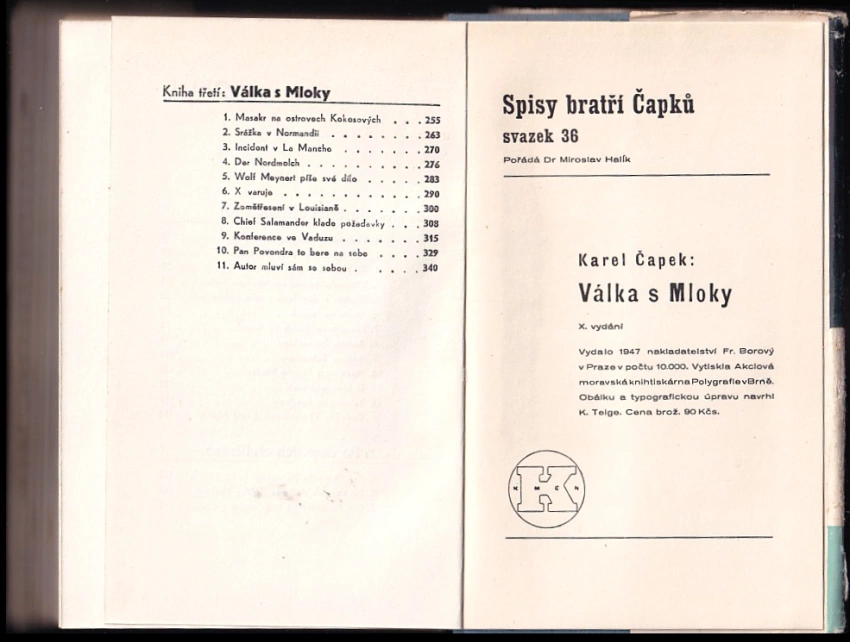 Kniha třetí: Válka s Mloky
1. Masakr na ostrovech Kokosových . . . 255
2. Srážka v Normandii . . . . . . . . 263
3. Incident v La Manche . . . . . . . 270
4. Der Nordmolch . . . . . . . . . . 276
5. Wolf Meynert píše své dílo . . . . . 283
6. X varuje . . . . . . . . . . . . 290
7. Zemětřesení v Louisianě . . . . . . . 300
8. Chief Salamander klade požadavky . . . 308
9. Konference ve Vaduzu . . . . . . . 315
10. Pan Povondra to bere na sebe . . . . 329
11. Autor mluví sám se sebou . . . . . 340
Spisy bratří Čapků
svazek 36
Pořádá Dr Miroslav Halík
Karel Čapek:
Válka s Mloky
X. vydání
Vydalo 1947 nakladatelství Fr. Borový
v Praze v počtu 10.000. Vytiskla Akciová
moravská knihtiskárna Polygrafie v Brně.
Obálku a typografickou úpravu navrhl
K. Teige. Cena brož. 90 Kčs.
K M E N